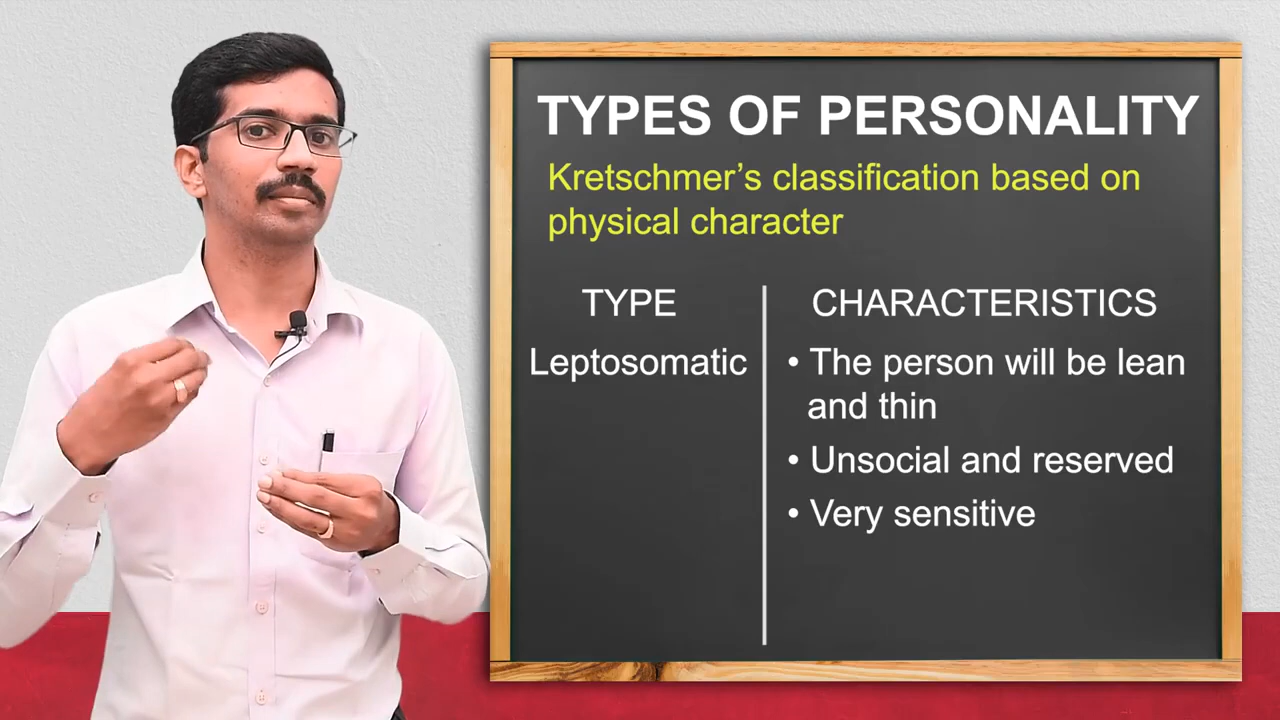 TYPES OF PERSONALITY
Kretschmer’s classification based on
physical character
TYPE
CHARACTERISTICS
Leptosomatic
• The person will be lean
and thin
• Unsocial and reserved
• Very sensitive